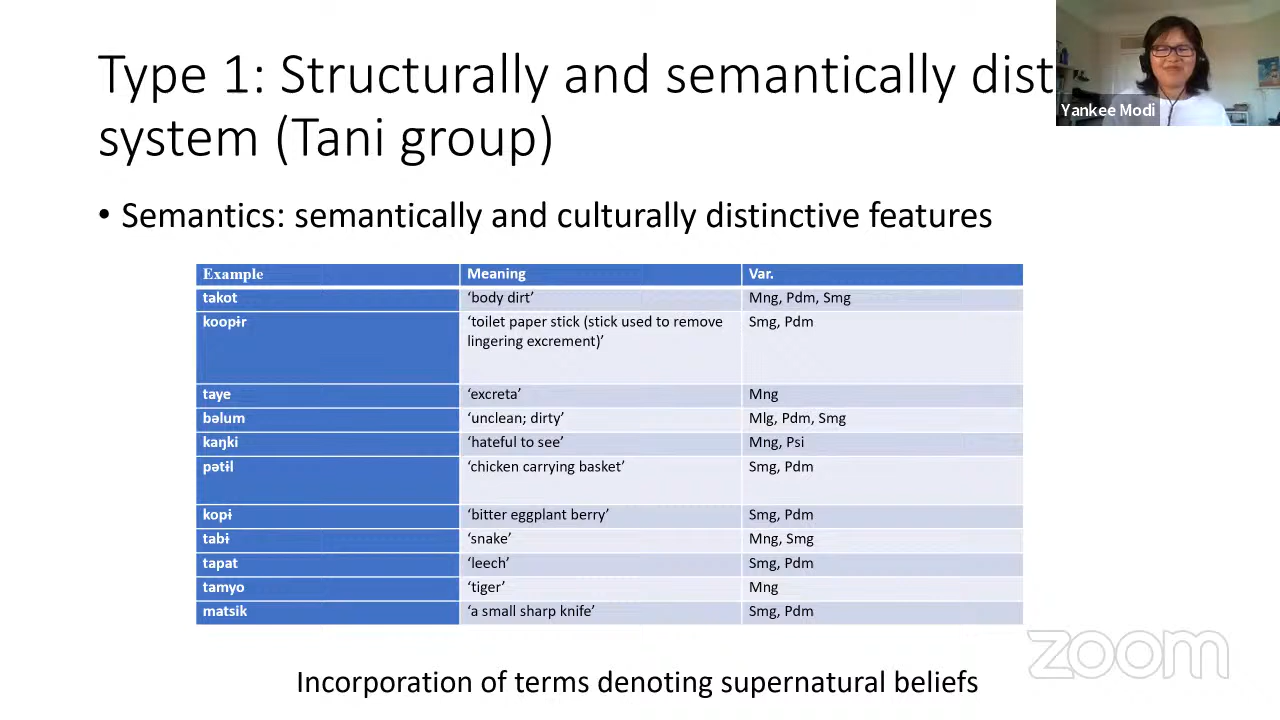 Type 1: Structurally and semantically dist
system (Tani group)
Yankee Modi
• Semantics: semantically and culturally distinctive features
Example Meaning Var.
takot ‘body dirt’ Mng, Pdm, Smg
koopɨr ‘toilet paper stick (stick used to remove Smg, Pdm
lingering excrement)’
taye ‘excreta’ Mng
bəlum ‘unclean; dirty’ Mlg, Pdm, Smg
kaŋki ‘hateful to see’ Mng, Psi
pətɨl ‘chicken carrying basket’ Smg, Pdm
kopɨ ‘bitter eggplant berry’ Smg, Pdm
tabɨ ‘snake’ Mng, Smg
tapat ‘leech’ Smg, Pdm
tamyo ‘tiger’ Mng
matsik ‘a small sharp knife’ Smg, Pdm
zoom
Incorporation of terms denoting supernatural beliefs